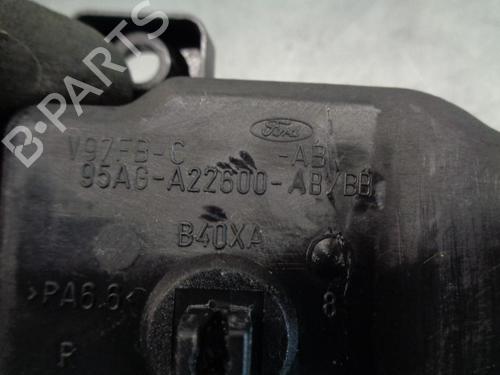 B-PARTS
Ford
V97FB-C -AB
95AG-A22600-AB/BB
B40XA
>PA6.6<
8
R